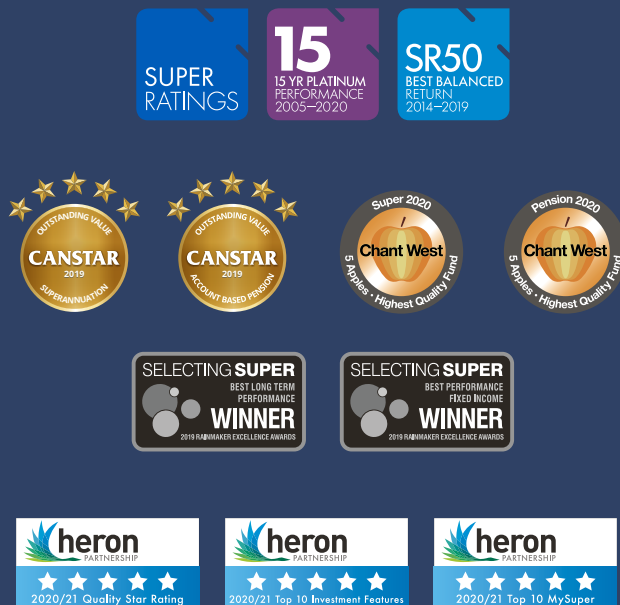 SUPER
RATINGS
15
15 YR PLATINUM
PERFORMANCE
2005–2020
SR50
BEST BALANCED
RETURN
2014–2019
OUTSTANDING VALUE
CANSTAR
2019
SUPERANNUATION
OUTSTANDING VALUE
CANSTAR
2019
ACCOUNT BASED PENSION
Super 2020
Chant West
5 Apples • Highest Quality Fund
Pension 2020
Chant West
5 Apples • Highest Quality Fund
SELECTING SUPER
BEST LONG TERM
PERFORMANCE
WINNER
2019 RAINMAKER EXCELLENCE AWARDS
SELECTING SUPER
BEST PERFORMANCE
FIXED INCOME
WINNER
2019 RAINMAKER EXCELLENCE AWARDS
heron
PARTNERSHIP
2020/21 Quality Star Rating
heron
PARTNERSHIP
2020/21 Top 10 Investment Features
heron
PARTNERSHIP
2020/21 Top 10 MySuper